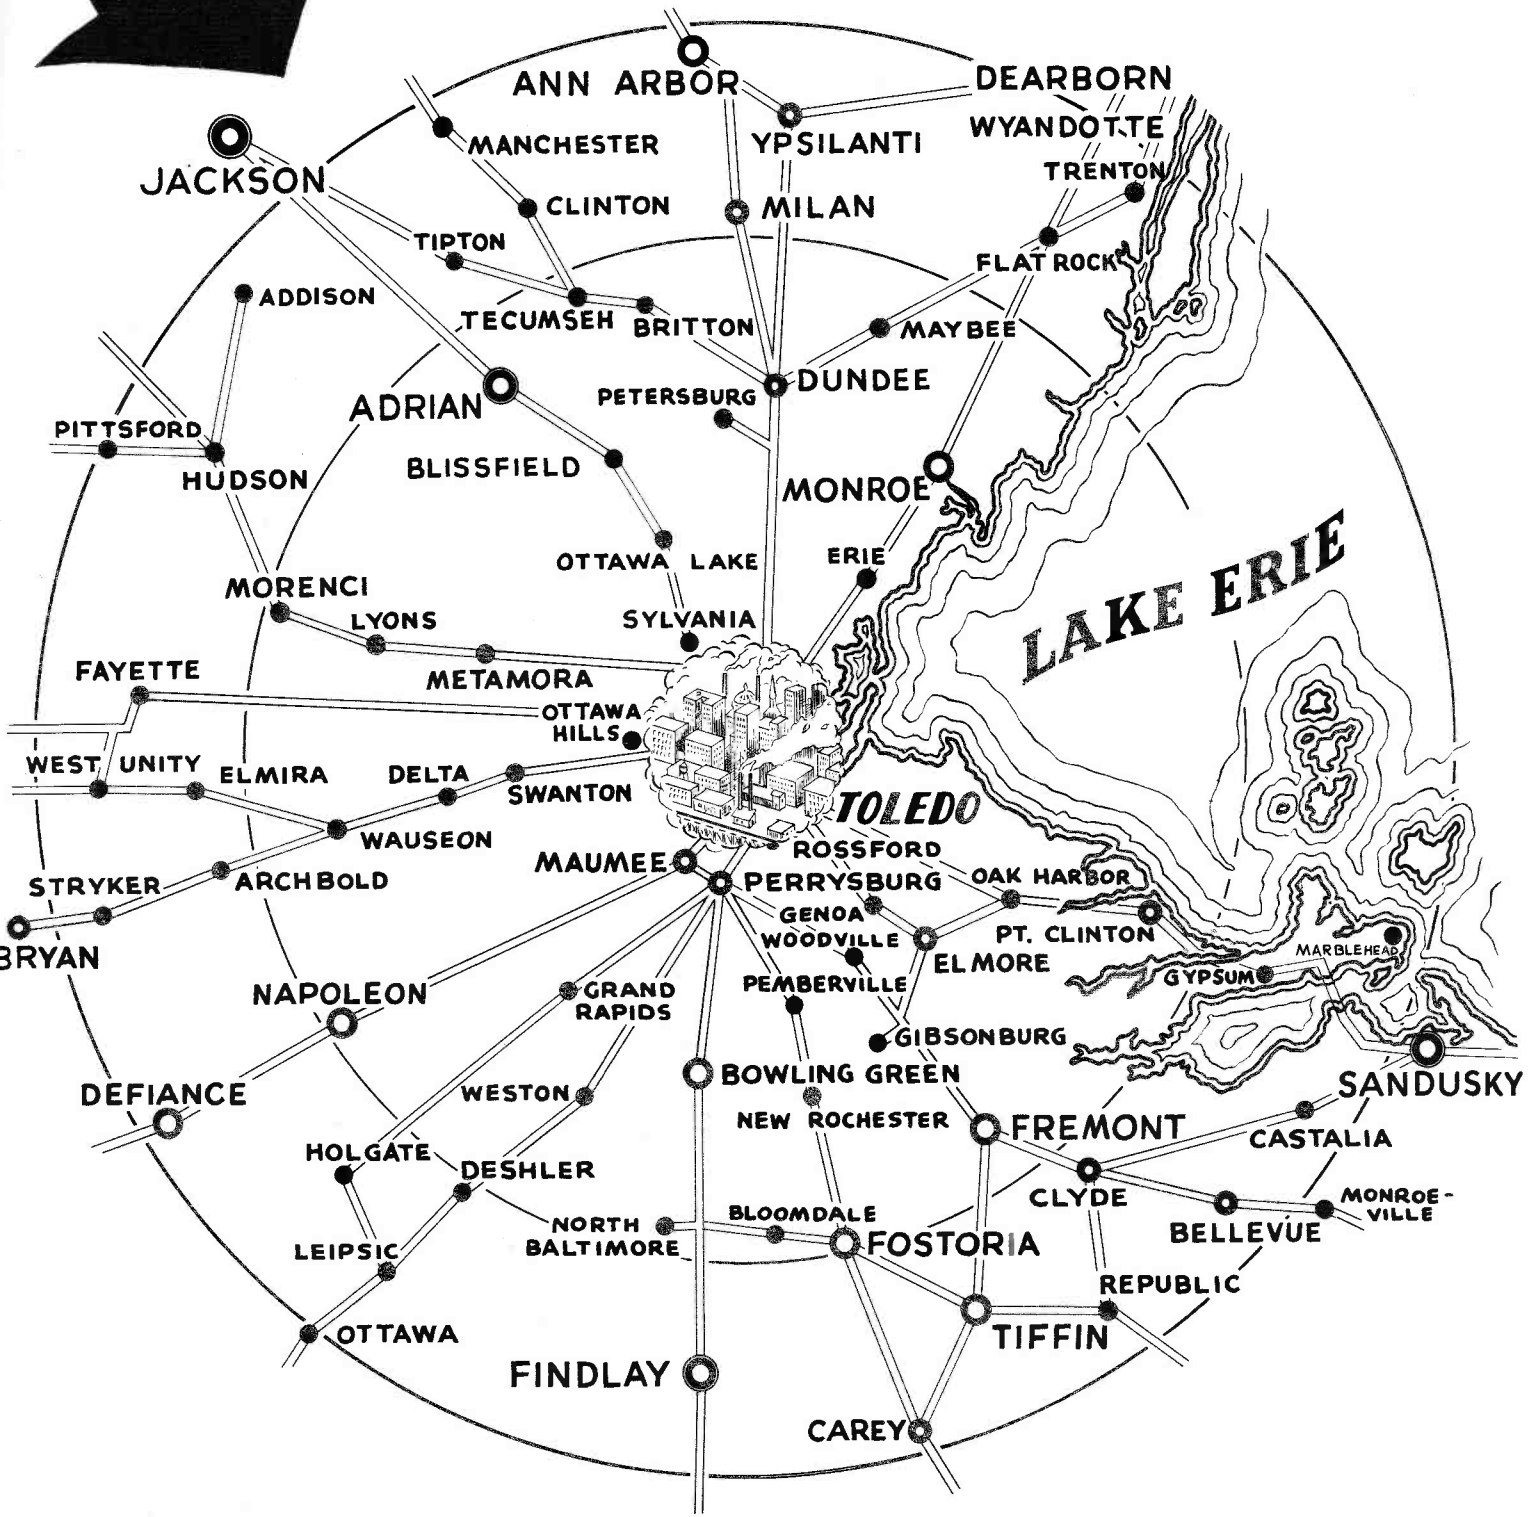 ANN ARBOR
DEARBORN
MANCHESTER
YPSILANTI
WYANDOTTE
JACKSON
TRENTON
CLINTON
MILAN
TIPTON
FLAT ROCK
ADDISON
TECUMSEH
BRITTON
MAYBEE
ADRIAN
PETERSBURG
DUNDEE
PITTSFORD
HUDSON
BLISSFIELD
MONROE
OTTAWA LAKE
ERIE
LAKE ERIE
MORENCI
LYONS
SYLVANIA
FAYETTE
METAMORA
OTTAWA
HILLS
WEST UNITY
ELMIRA
DELTA
SWANTON
TOLEDO
WAUSEON
MAUMEE
ROSSFORD
STRYKER
ARCHBOLD
PERRYSBURG
OAK HARBOR
GENOA
BRYAN
WOODVILLE
PT. CLINTON
ELMORE
MARBLEHEAD
GYPSUM
NAPOLEON
GRAND
RAPIDS
PEMBERVILLE
GIBSONBURG
DEFIANCE
WESTON
BOWLING GREEN
SANDUSKY
NEW ROCHESTER
FREMONT
CASTALIA
HOLGATE
DESHLER
CLYDE
MONROE-
VILLE
NORTH
BALTIMORE
BLOOMDALE
FOSTORIA
BELLEVUE
LEIPSIC
REPUBLIC
OTTAWA
TIFFIN
FINDLAY
CAREY